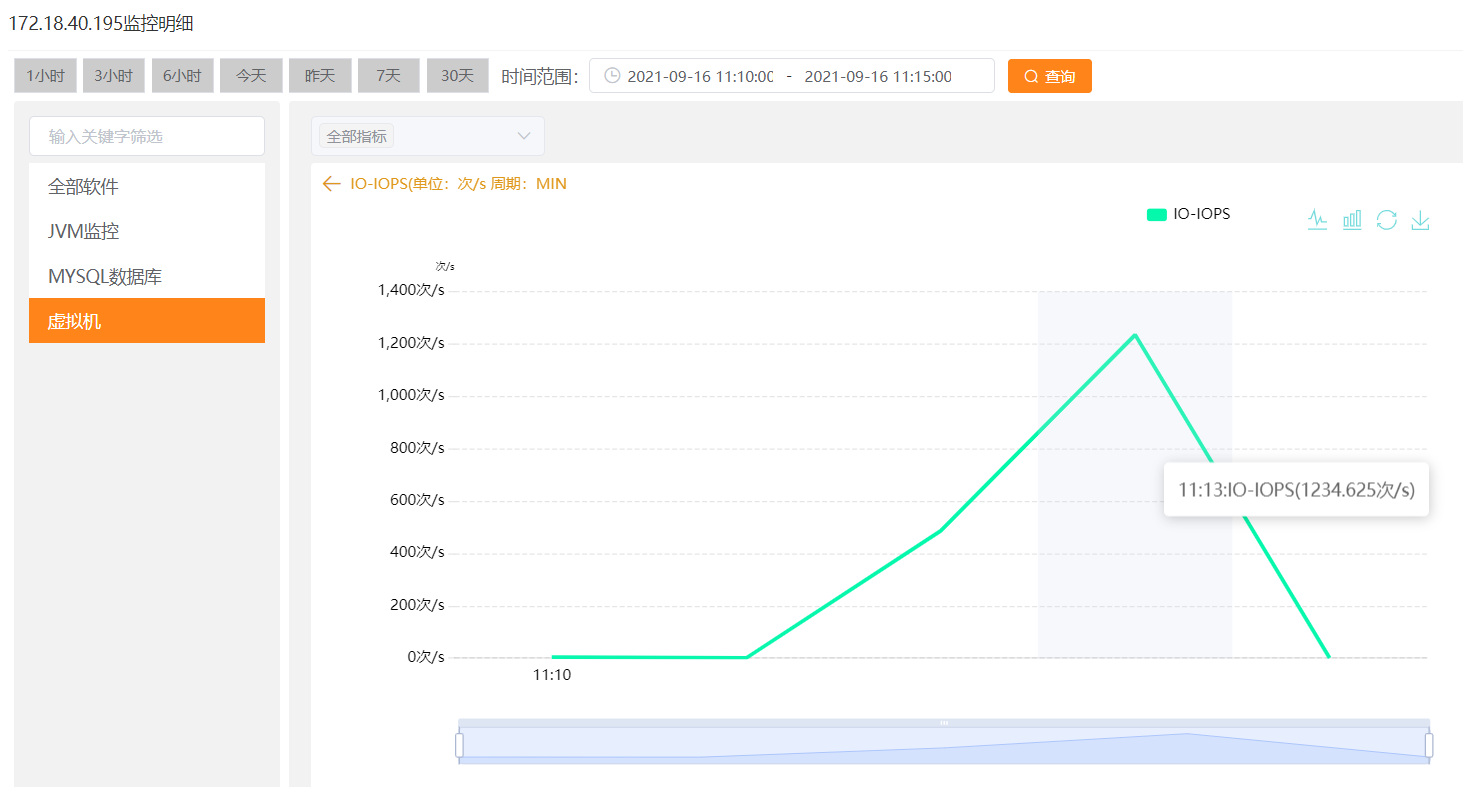 172.18.40.195监控明细
1小时 3小时 6小时 今天 昨天 7天 30天 时间范围: 2021-09-16 11:10:00 - 2021-09-16 11:15:00 查询
输入关键字筛选
全部软件
JVM监控
MYSQL数据库
虚拟机
全部指标
IO-IOPS(单位: 次/s 周期: MIN
IO-IOPS
次/s
1,400次/s
1,200次/s
1,000次/s
800次/s
600次/s
400次/s
200次/s
0次/s
11:13:IO-IOPS(1234.625次/s)
11:10